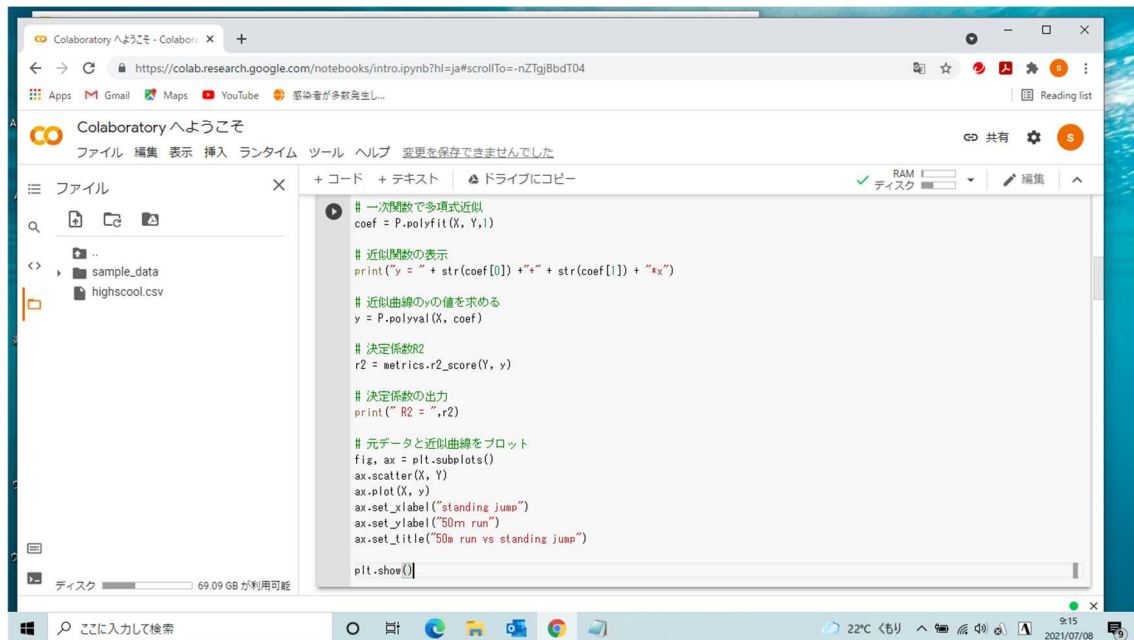 Colaboratory へようこそ - Colabor
https://colab.research.google.com/notebooks/intro.ipynb?hl=ja#scrollTo=-nZTgjBbdT04
Apps Gmail Maps YouTube 感染者が多数発生し... Reading list
Colaboratory へようこそ
共有
S
ファイル 編集 表示 挿入 ランタイム ツール ヘルプ 変更を保存できませんでした
ファイル
+ コード + テキスト ドライブにコピー
RAM
ディスク
編集
..
sample_data
highscool.csv
# 一次関数で多項式近似
coef = P.polyfit(X, Y,1)
# 近似関数の表示
print("y = " + str(coef[0]) +"+" + str(coef[1]) + "*x")
# 近似曲線のyの値を求める
y = P.polyval(X, coef)
# 決定係数R2
r2 = metrics.r2_score(Y, y)
# 決定係数の出力
print(" R2 = ",r2)
# 元データと近似曲線をプロット
fig, ax = plt.subplots()
ax.scatter(X, Y)
ax.plot(X, y)
ax.set_xlabel("standing jump")
ax.set_ylabel("50m run")
ax.set_title("50m run vs standing jump")
plt.show()
ディスク 69.09 GB が利用可能
ここに入力して検索
22°C くもり
A
9:15
2021/07/08